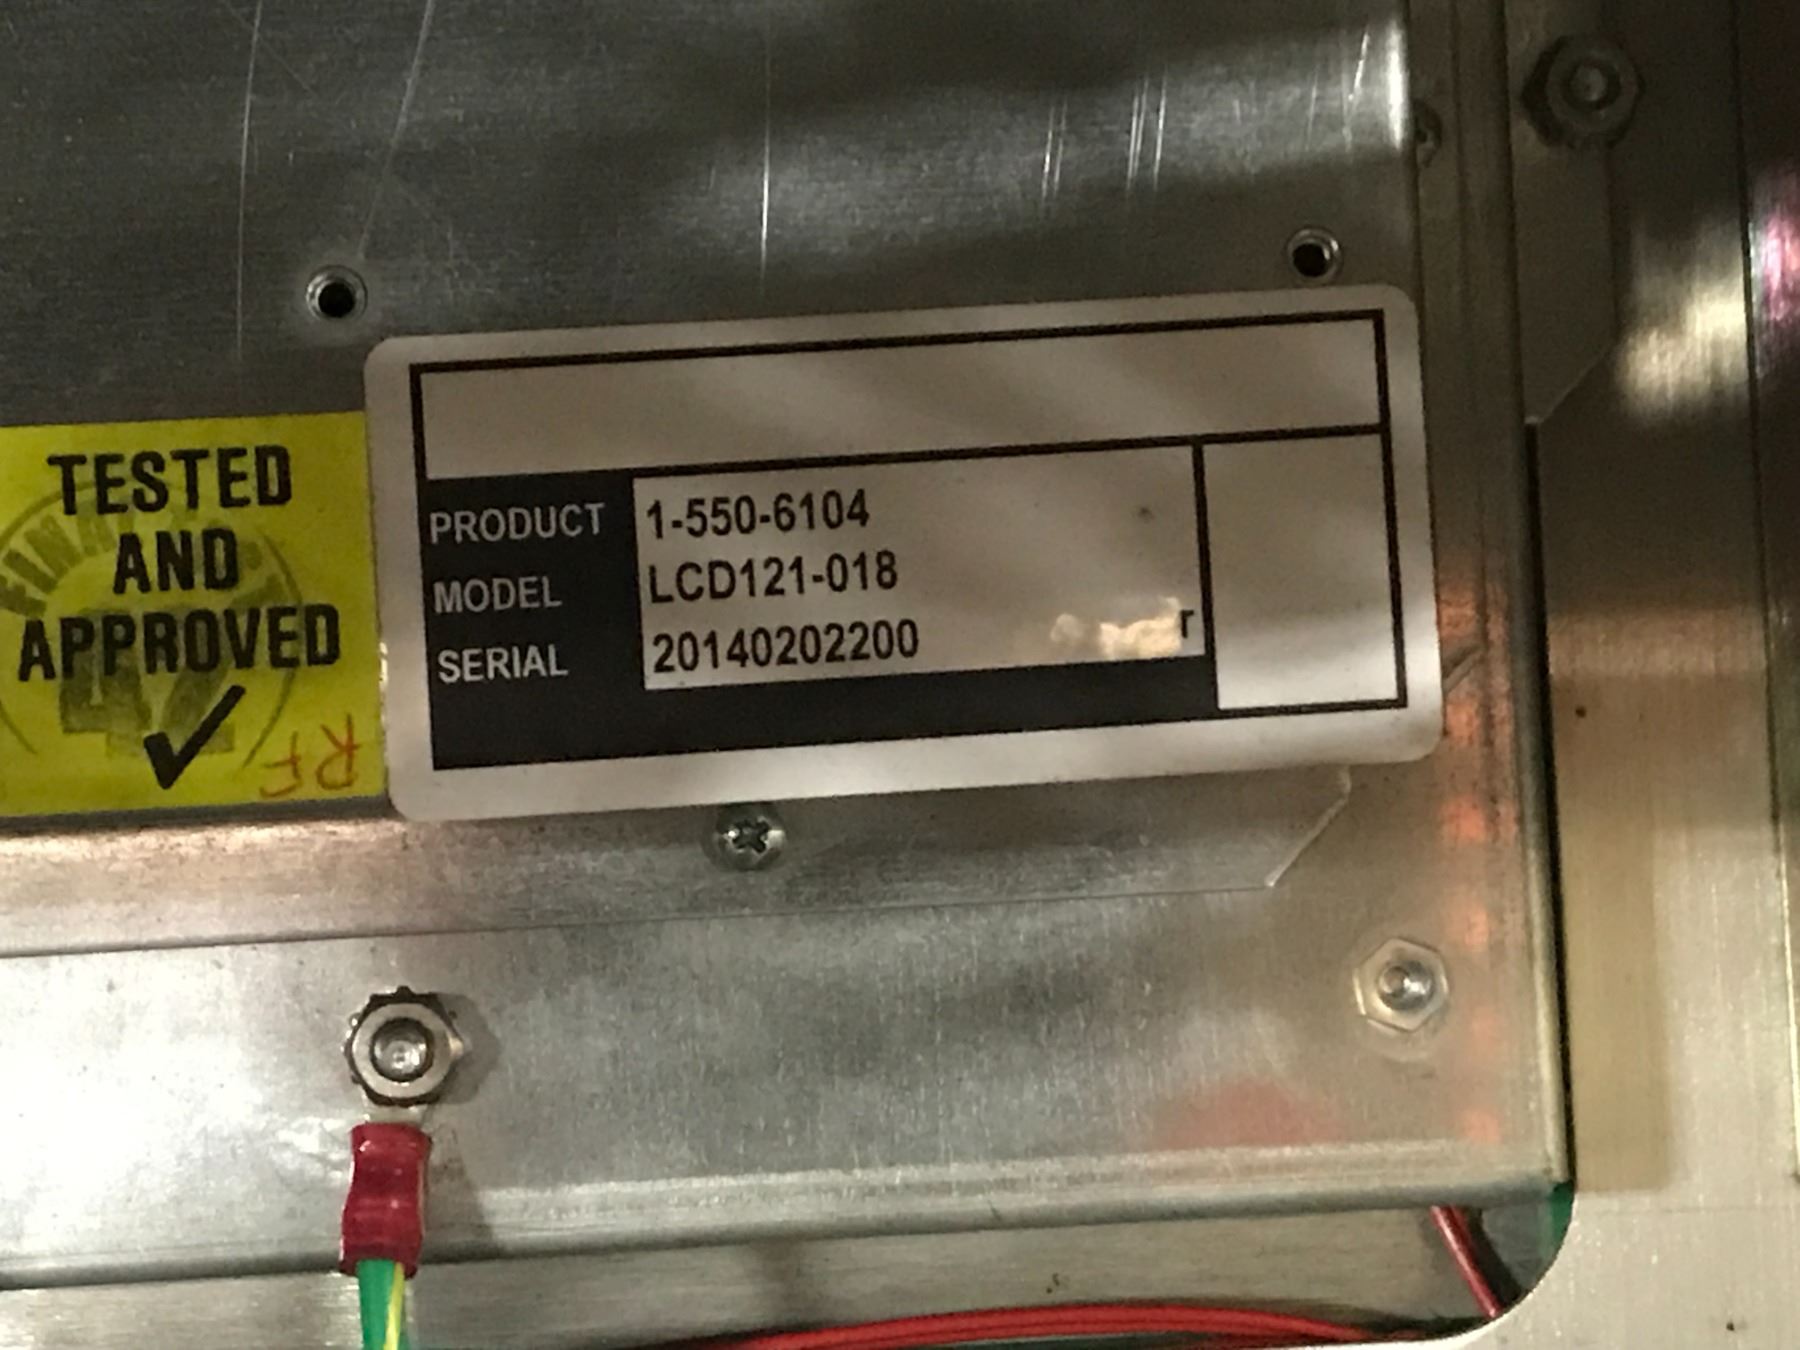 TESTED
AND
APPROVED
RF
PRODUCT 1-550-6104
MODEL LCD121-018
SERIAL 20140202200 r